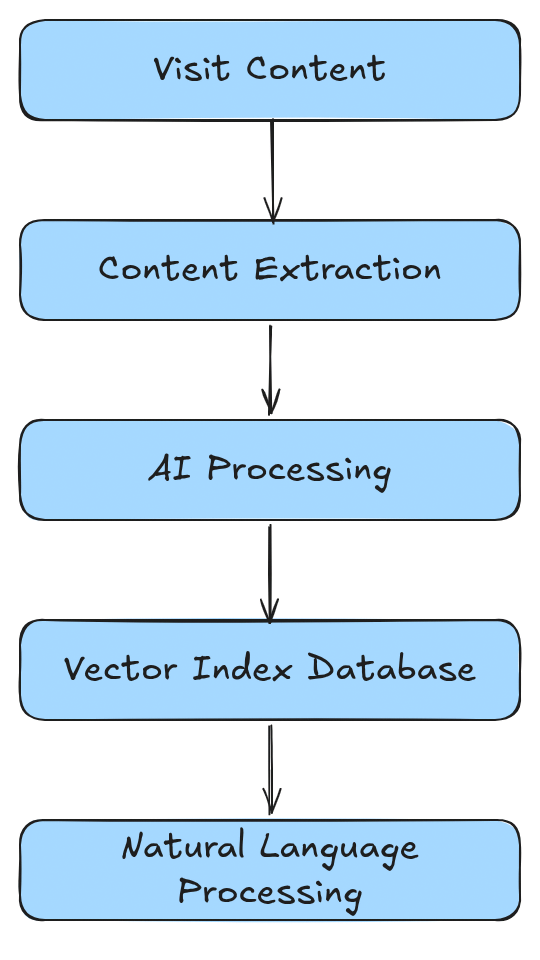 Visit Content
Content Extraction
AI Processing
Vector Index Database
Natural Language
Processing